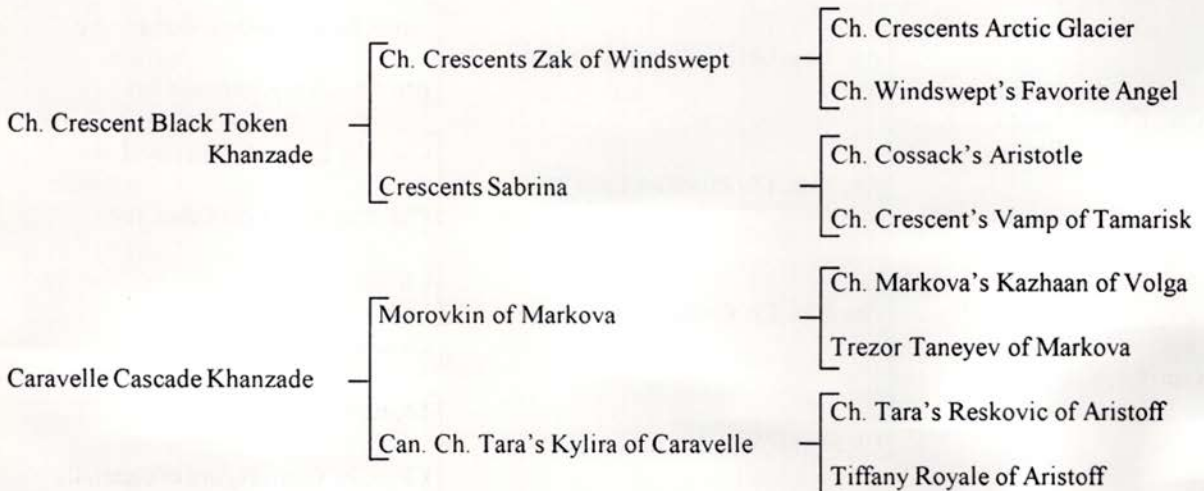 Ch. Crescents Arctic Glacier
Ch. Crescents Zak of Windswept
Ch. Windswept's Favorite Angel
Ch. Crescent Black Token
Khanzade
Ch. Cossack's Aristotle
Crescents Sabrina
Ch. Crescent's Vamp of Tamarisk
Ch. Markova's Kazhaan of Volga
Morovkin of Markova
Trezor Taneyev of Markova
Caravelle Cascade Khanzade
Ch. Tara's Reskovic of Aristoff
Can. Ch. Tara's Kylira of Caravelle
Tiffany Royale of Aristoff